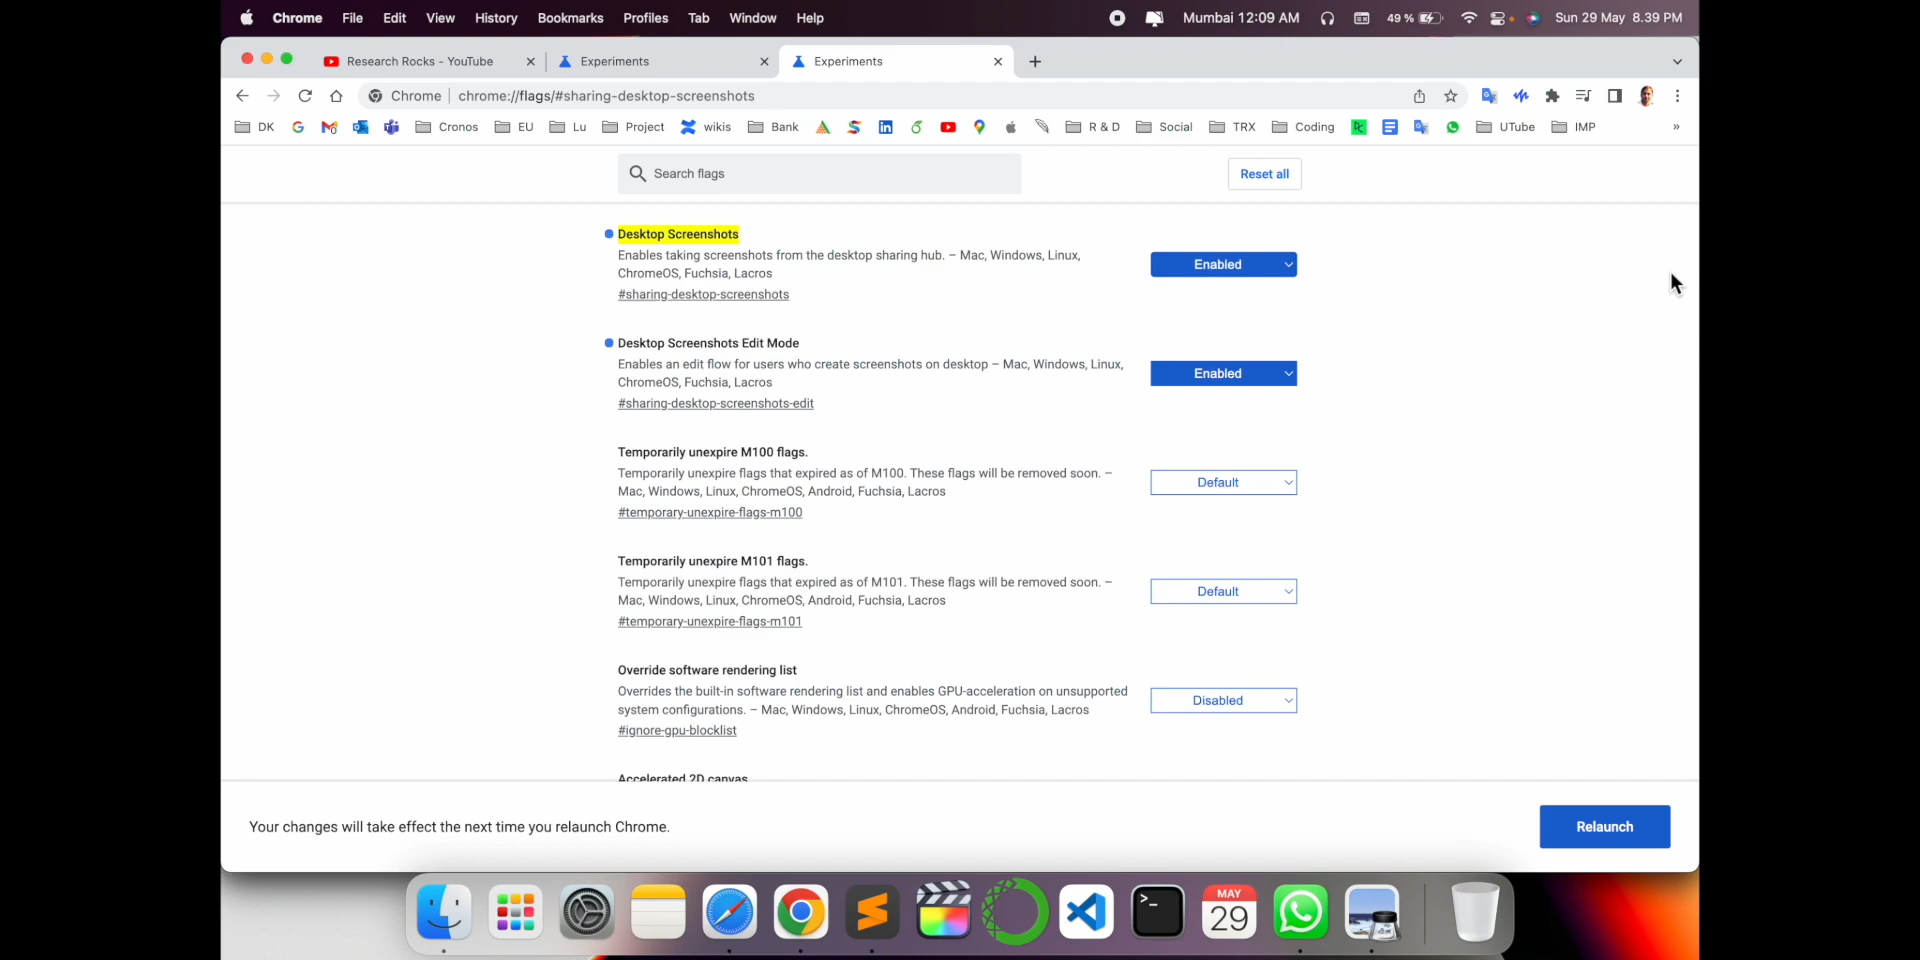 Chrome File Edit View History Bookmarks Profiles Tab Window Help Mumbai 12:09 AM 49 % Sun 29 May 8.39 PM
Research Rocks - YouTube Experiments Experiments
Chrome chrome://flags/#sharing-desktop-screenshots
DK Cronos EU Lu Project wikis Bank R & D Social TRX Coding UTube IMP »
Search flags Reset all
Desktop Screenshots
Enables taking screenshots from the desktop sharing hub. – Mac, Windows, Linux,
ChromeOS, Fuchsia, Lacros
#sharing-desktop-screenshots
Enabled
Desktop Screenshots Edit Mode
Enables an edit flow for users who create screenshots on desktop – Mac, Windows, Linux,
ChromeOS, Fuchsia, Lacros
#sharing-desktop-screenshots-edit
Enabled
Temporarily unexpire M100 flags.
Temporarily unexpire flags that expired as of M100. These flags will be removed soon. –
Mac, Windows, Linux, ChromeOS, Android, Fuchsia, Lacros
#temporary-unexpire-flags-m100
Default
Temporarily unexpire M101 flags.
Temporarily unexpire flags that expired as of M101. These flags will be removed soon. –
Mac, Windows, Linux, ChromeOS, Android, Fuchsia, Lacros
#temporary-unexpire-flags-m101
Default
Override software rendering list
Overrides the built-in software rendering list and enables GPU-acceleration on unsupported
system configurations. – Mac, Windows, Linux, ChromeOS, Android, Fuchsia, Lacros
#ignore-gpu-blocklist
Disabled
Accelerated 2D canvas
Your changes will take effect the next time you relaunch Chrome.
Relaunch
MAY
29